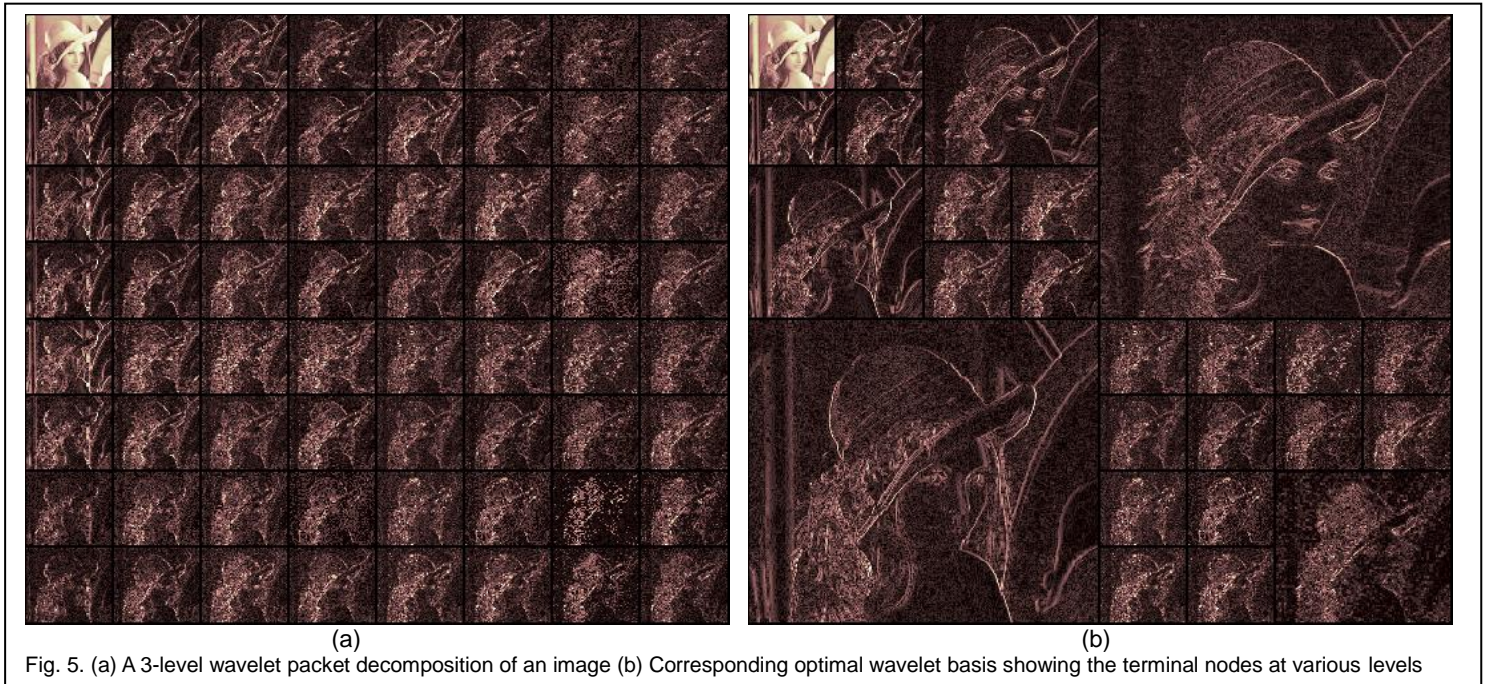 (a)
(b)
Fig. 5. (a) A 3-level wavelet packet decomposition of an image (b) Corresponding optimal wavelet basis showing the terminal nodes at various levels